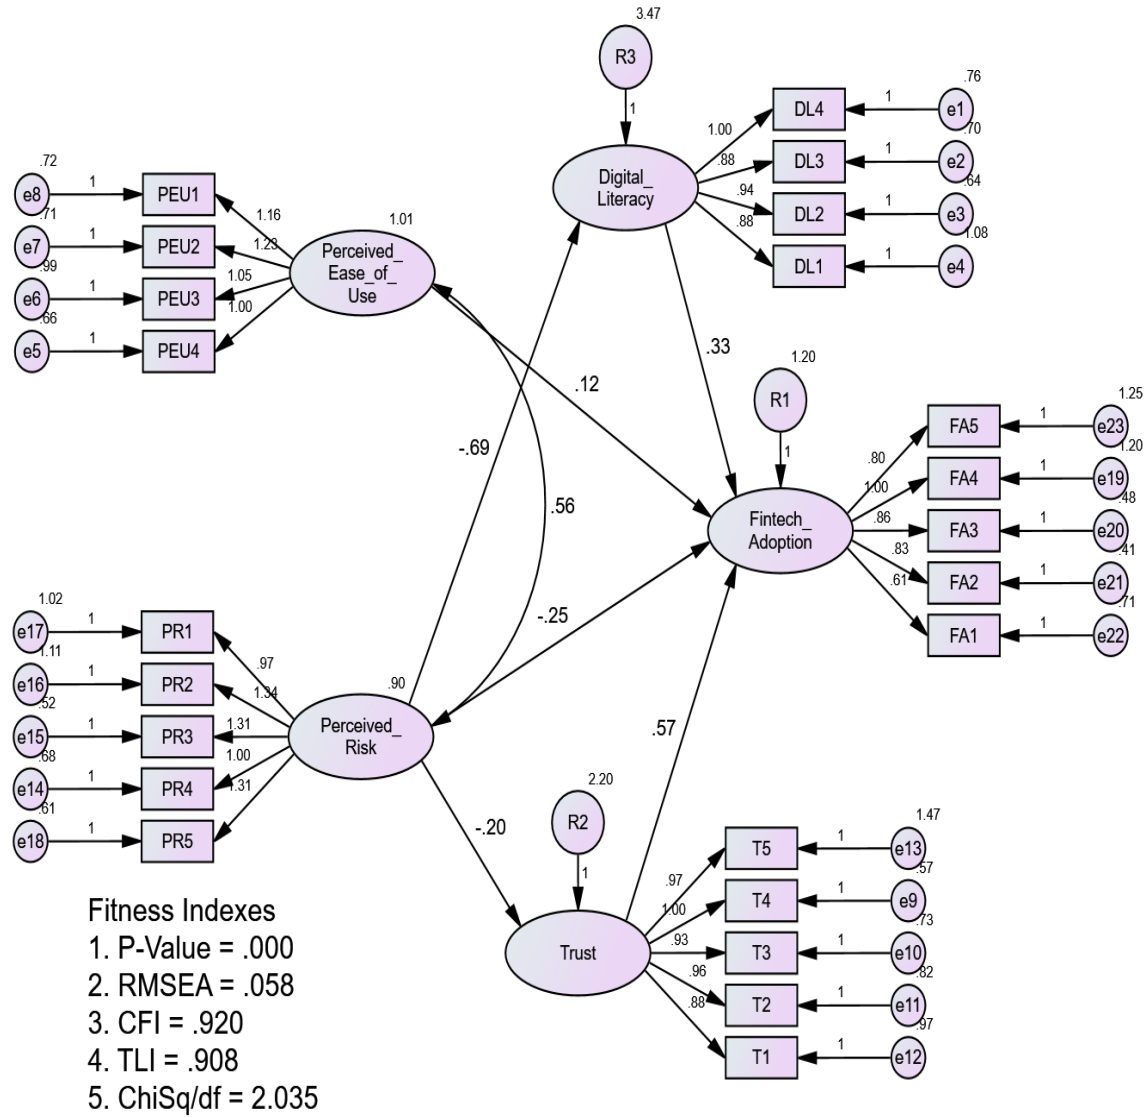 3.47
R3
1
.76
DL4
1
e1
1.00
.70
DL3
1
e2
.88
.64
DL2
1
e3
.94
1.08
DL1
1
e4
.88
Digital_
Literacy
.72
e8
1
PEU1
1.16
.71
e7
1
PEU2
1.23
.99
e6
1
PEU3
1.05
.66
e5
1
PEU4
1.00
1.01
Perceived_
Ease_of_
Use
.33
.12
-.69
.56
-.25
.57
-.20
1.20
R1
1
Fintech_
Adoption
1.25
.80
FA5
1
e23
1.20
1.00
FA4
1
e19
.48
.86
FA3
1
e20
.41
.83
FA2
1
e21
.71
.61
FA1
1
e22
1.02
e17
1
PR1
.97
1.11
e16
1
PR2
1.34
.52
e15
1
PR3
1.31
.68
e14
1
PR4
1.00
.61
e18
1
PR5
1.31
.90
Perceived_
Risk
2.20
R2
1
Trust
1.47
.97
T5
1
e13
.57
1.00
T4
1
e9
.73
.93
T3
1
e10
.82
.96
T2
1
e11
.97
.88
T1
1
e12
Fitness Indexes
1. P-Value = .000
2. RMSEA = .058
3. CFI = .920
4. TLI = .908
5. ChiSq/df = 2.035